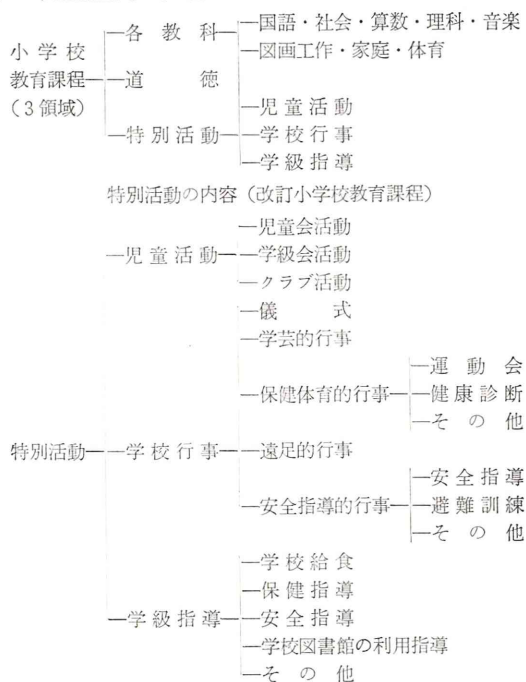 各教科 国語・社会・算数・理科・音楽
小学校 図画工作・家庭・体育
教育課程 道徳
(3領域) 児童活動
特別活動 学校行事
学級指導
特別活動の内容(改訂小学校教育課程)
児童会活動
児童活動 学級会活動
クラブ活動
儀式
学芸的行事
運動会
保健体育的行事 健康診断
その他
特別活動 学校行事 遠足的行事
安全指導
安全指導的行事 避難訓練
その他
学校給食
保健指導
学級指導 安全指導
学校図書館の利用指導
その他